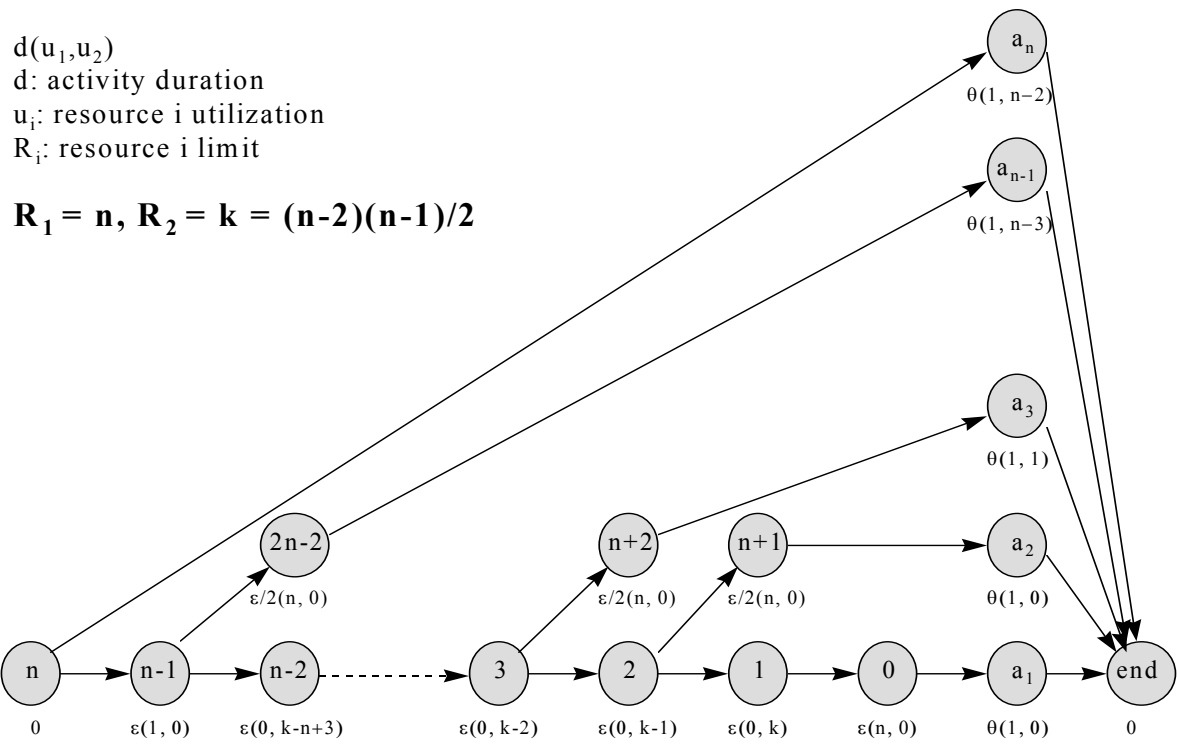 d(u₁,u₂)
d: activity duration
uᵢ: resource i utilization
Rᵢ: resource i limit
R₁ = n, R₂ = k = (n-2)(n-1)/2
aₙ
θ(1, n−2)
aₙ₋₁
θ(1, n−3)
a₃
θ(1, 1)
2n-2 n+2 n+1 a₂
ε/2(n, 0) ε/2(n, 0) ε/2(n, 0) θ(1, 0)
n n-1 n-2 3 2 1 0 a₁ end
0 ε(1, 0) ε(0, k-n+3) ε(0, k-2) ε(0, k-1) ε(0, k) ε(n, 0) θ(1, 0) 0